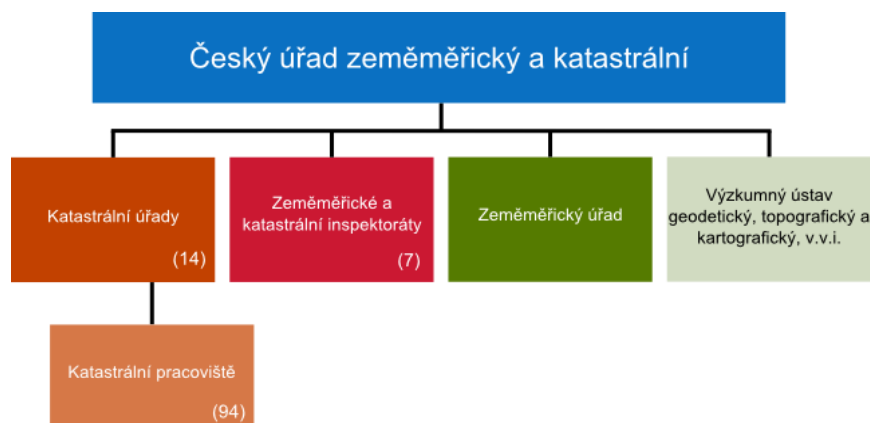 Český úřad zeměměřický a katastrální
Katastrální úřady
(14)
Zeměměřické a
katastrální inspektoráty
(7)
Zeměměřický úřad
Výzkumný ústav
geodetický, topografický a
kartografický, v.v.i.
Katastrální pracoviště
(94)